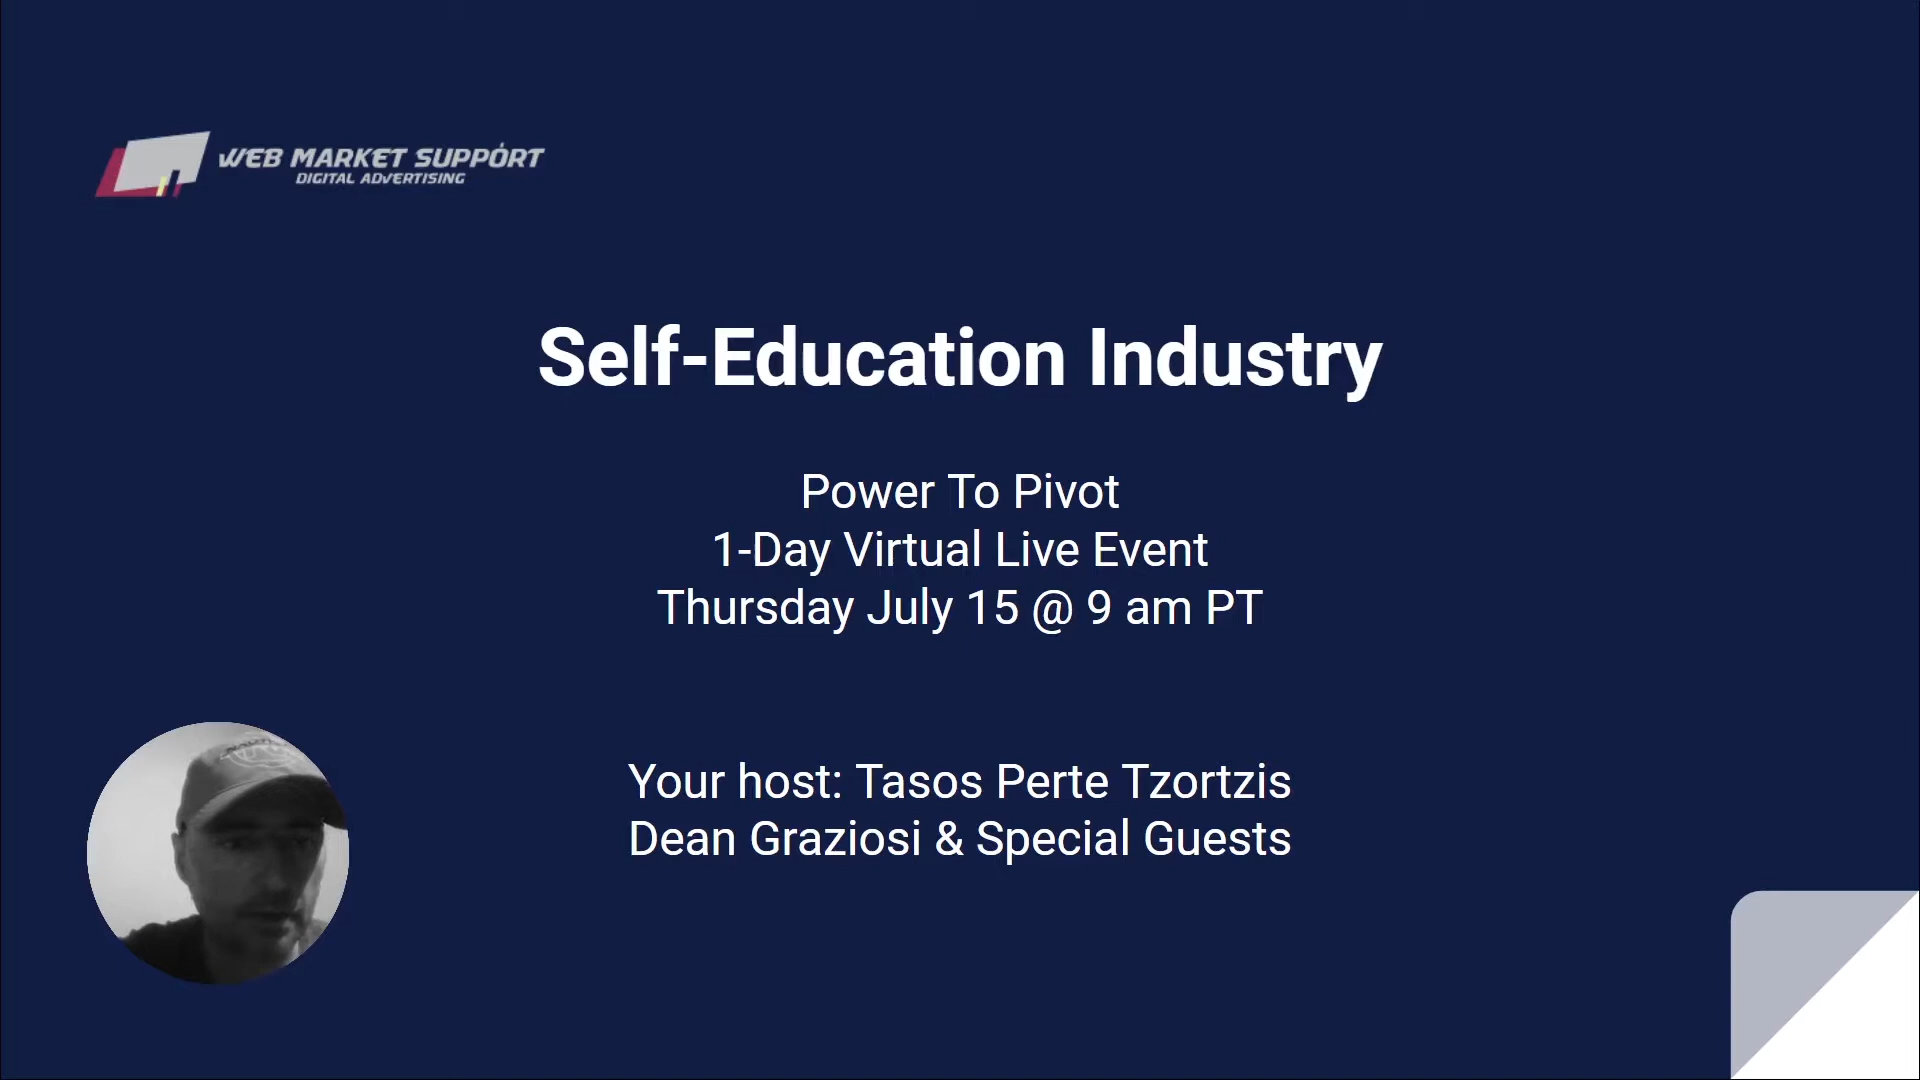 WEB MARKET SUPPORT
DIGITAL ADVERTISING
Self-Education Industry
Power To Pivot
1-Day Virtual Live Event
Thursday July 15 @ 9 am PT
Your host: Tasos Perte Tzortzis
Dean Graziosi & Special Guests